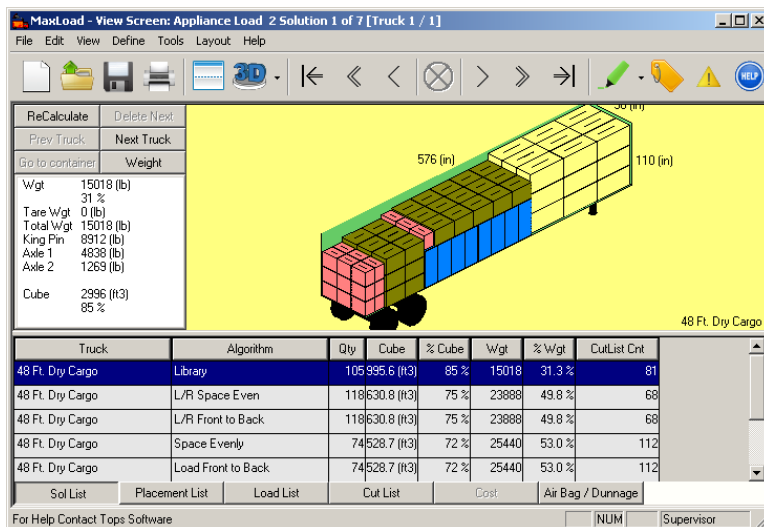 MaxLoad - View Screen: Appliance Load 2 Solution 1 of 7 [Truck 1 / 1]
File Edit View Define Tools Layout Help
3D HELP
ReCalculate Delete Next
Prev Truck Next Truck
Go to container Weight
Wgt 15018 (lb)
31 %
Tare Wgt 0 (lb)
Total Wgt 15018 (lb)
King Pin 8912 (lb)
Axle 1 4838 (lb)
Axle 2 1269 (lb)
Cube 2996 (ft3)
85 %
(in)
576 (in)
110 (in)
48 Ft. Dry Cargo
Truck Algorithm Qty Cube % Cube Wgt % Wgt CutList Cnt
48 Ft. Dry Cargo Library 105 995.6 (ft3) 85 % 15018 31.3 % 81
48 Ft. Dry Cargo L/R Space Even 118 630.8 (ft3) 75 % 23888 49.8 % 68
48 Ft. Dry Cargo L/R Front to Back 118 630.8 (ft3) 75 % 23888 49.8 % 68
48 Ft. Dry Cargo Space Evenly 74 528.7 (ft3) 72 % 25440 53.0 % 112
48 Ft. Dry Cargo Load Front to Back 74 528.7 (ft3) 72 % 25440 53.0 % 112
Sol List Placement List Load List Cut List Cost Air Bag / Dunnage
For Help Contact Tops Software NUM Supervisor